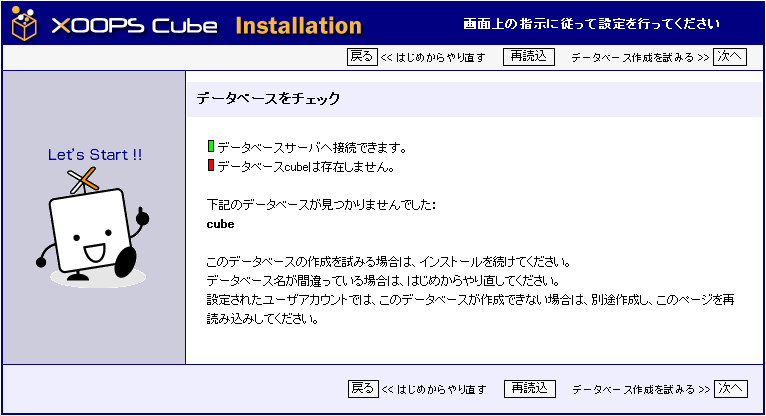 XOOPS Cube Installation 画面上の指示に従って設定を行ってください
戻る << はじめからやり直す 再読込 データベース作成を試みる >> 次へ
データベースをチェック
Let's Start !!
データベースサーバへ接続できます。
データベースcubeは存在しません。
下記のデータベースが見つかりませんでした:
cube
このデータベースの作成を試みる場合は、インストールを続けてください。
データベース名が間違っている場合は、はじめからやり直してください。
設定されたユーザアカウントでは、このデータベースが作成できない場合は、別途作成し、このページを再
読み込みしてください。
戻る << はじめからやり直す 再読込 データベース作成を試みる >> 次へ